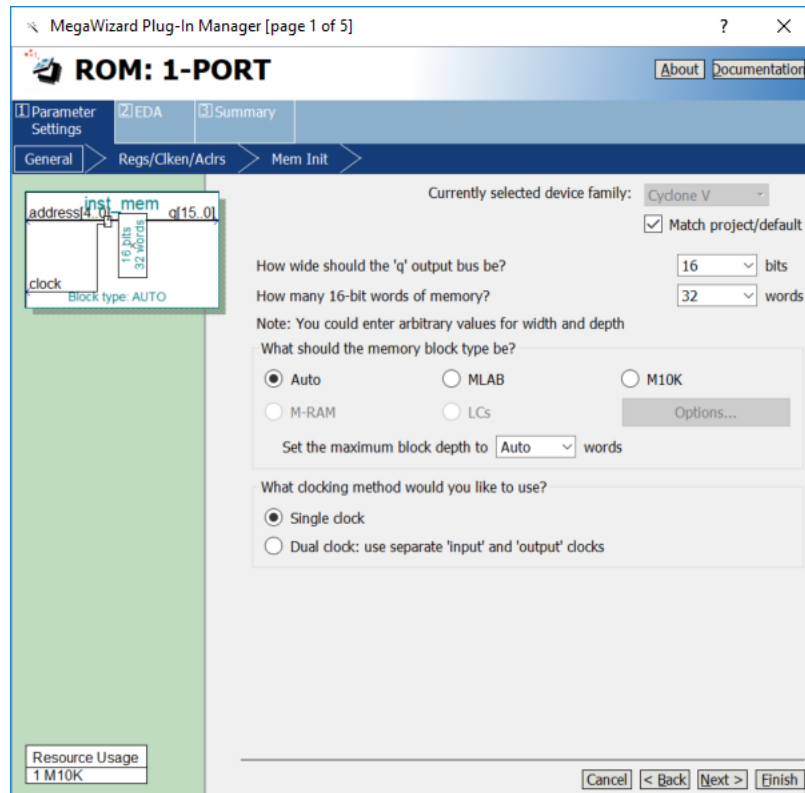 MegaWizard Plug-In Manager [page 1 of 5] ?
ROM: 1-PORT
About Documentation
1 Parameter Settings 2 EDA 3 Summary
General Regs/Clken/Aclrs Mem Init
inst_mem
address[4..0] q[15..0]
16 bits
32 words
clock
Block type: AUTO
Currently selected device family: Cyclone V
Match project/default
How wide should the 'q' output bus be? 16 bits
How many 16-bit words of memory? 32 words
Note: You could enter arbitrary values for width and depth
What should the memory block type be?
Auto MLAB M10K
M-RAM LCs Options...
Set the maximum block depth to Auto words
What clocking method would you like to use?
Single clock
Dual clock: use separate 'input' and 'output' clocks
Resource Usage
1 M10K
Cancel < Back Next > Finish